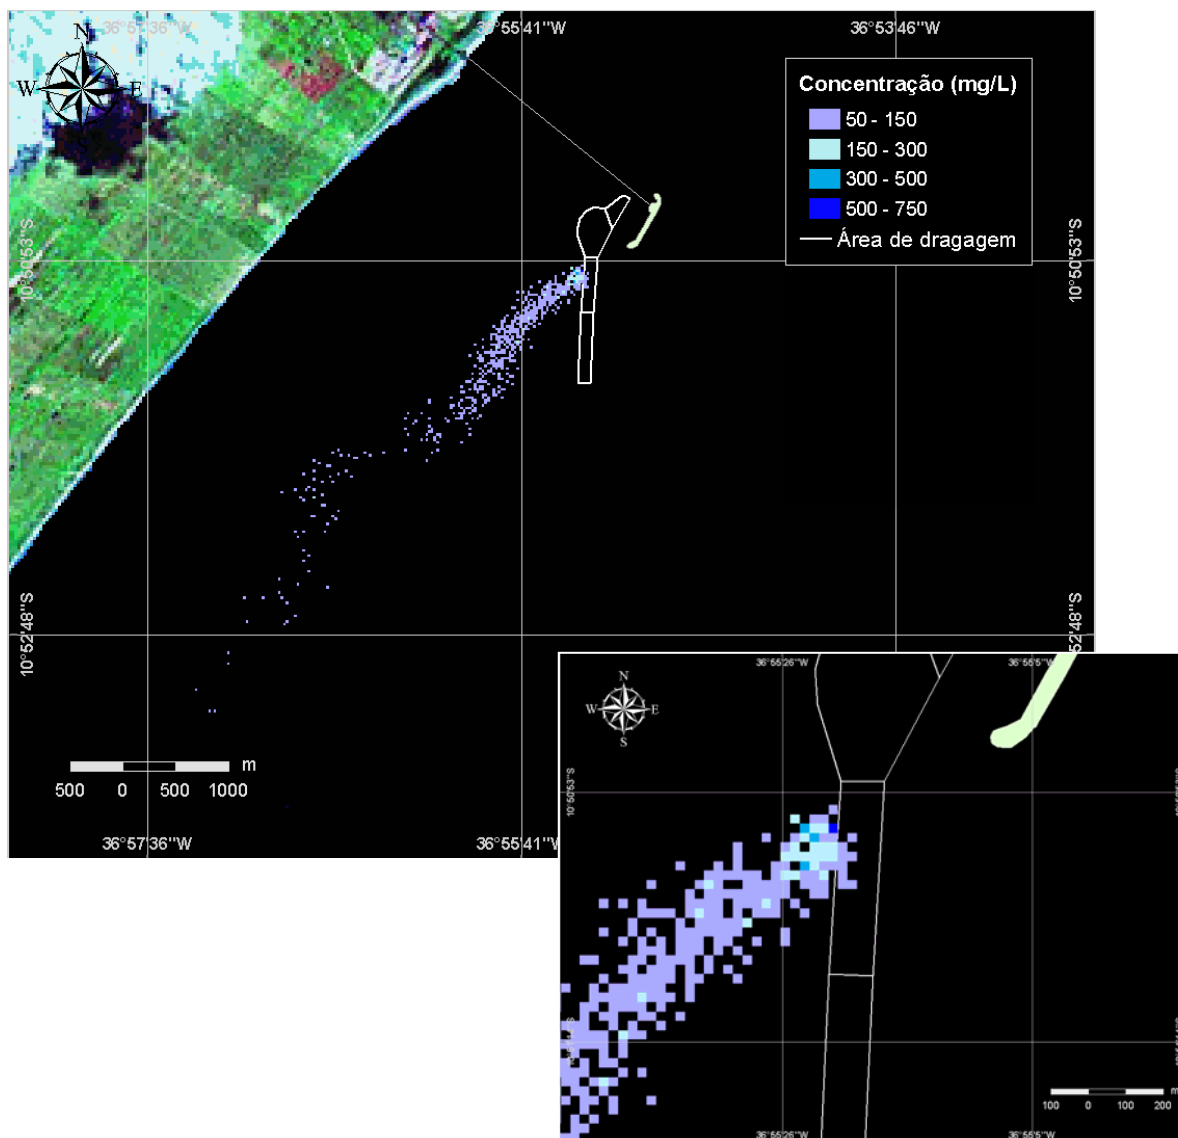 36°57'36"W
36°55'41"W
36°53'46"W
N
W
E
Concentração (mg/L)
50 - 150
150 - 300
300 - 500
500 - 750
Área de dragagem
10°50'53"S
10°50'53"S
10°52'48"S
°52'48"S
500 0 500 1000 m
36°57'36"W
36°55'41"W
36°55'26"W
36°55'5"W
N
W E
S
10°50'53"S
100 0 100 200 m
36°55'26"W
36°55'5"W